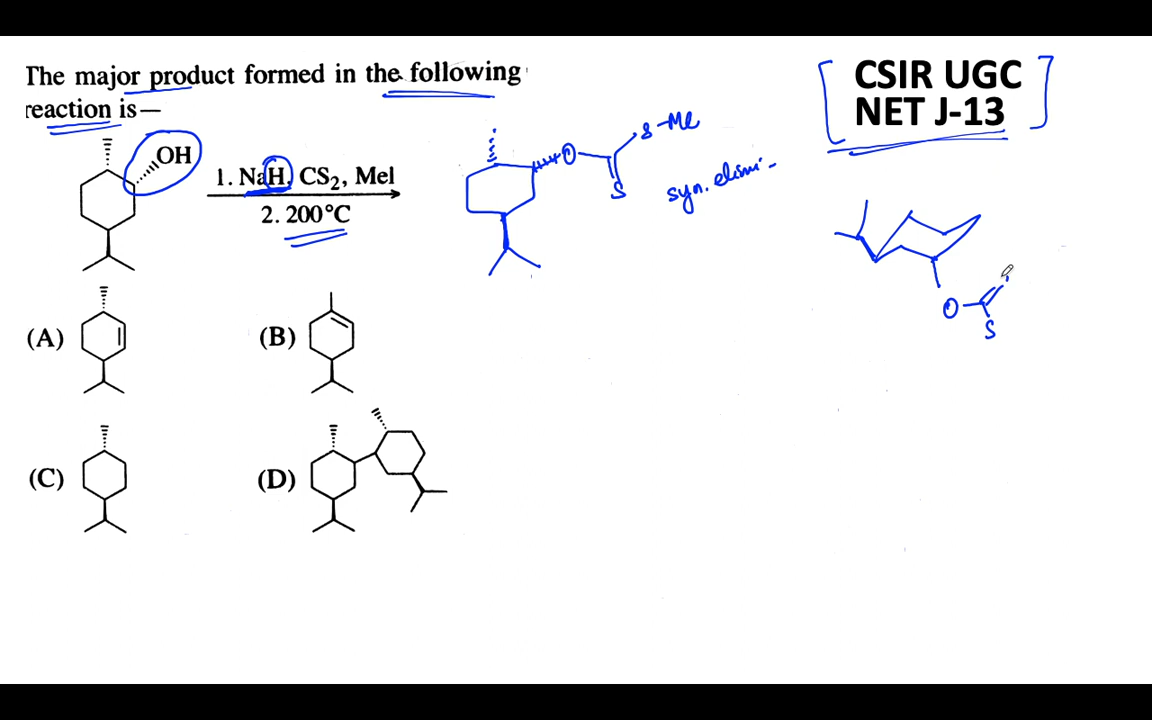 The major product formed in the following
reaction is—
[CSIR UGC
NET J-13]
OH
1. NaH, CS2, MeI
2. 200°C
O
S-Me
S
syn. elimi-
O
S
(A)
(B)
(C)
(D)